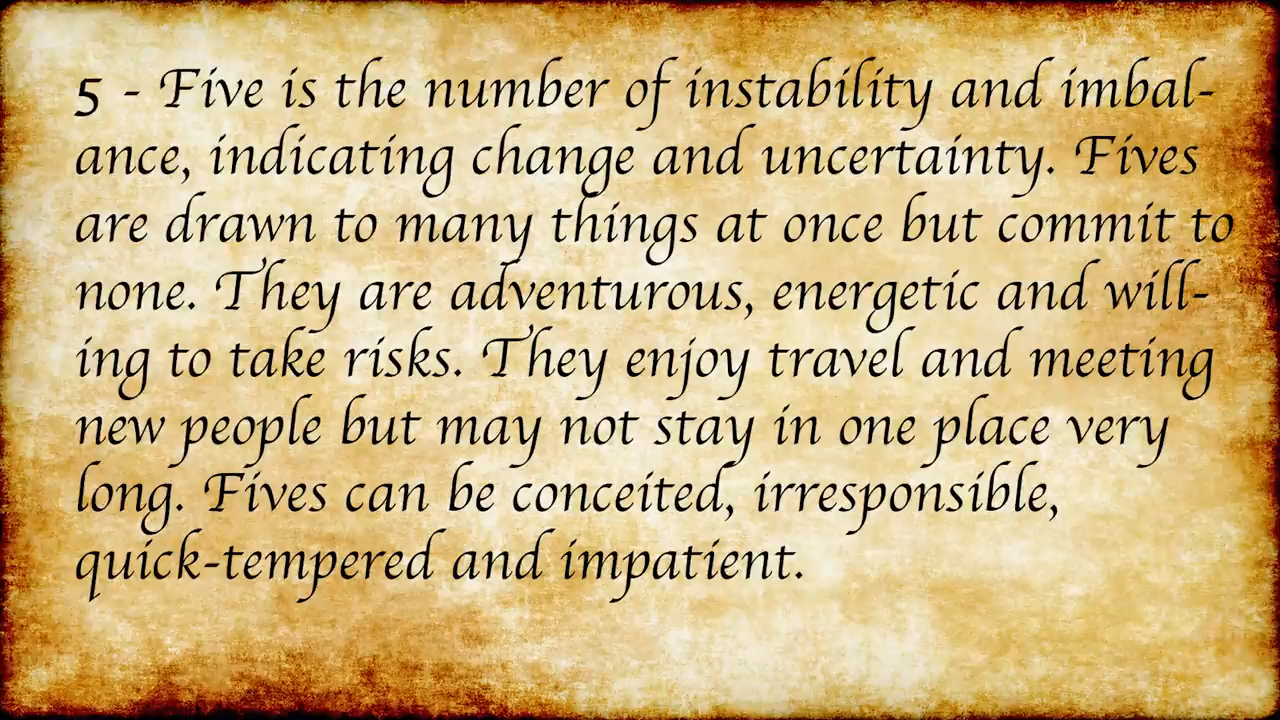 5 - Five is the number of instability and imbal-
ance, indicating change and uncertainty. Fives
are drawn to many things at once but commit to
none. They are adventurous, energetic and will-
ing to take risks. They enjoy travel and meeting
new people but may not stay in one place very
long. Fives can be conceited, irresponsible,
quick-tempered and impatient.